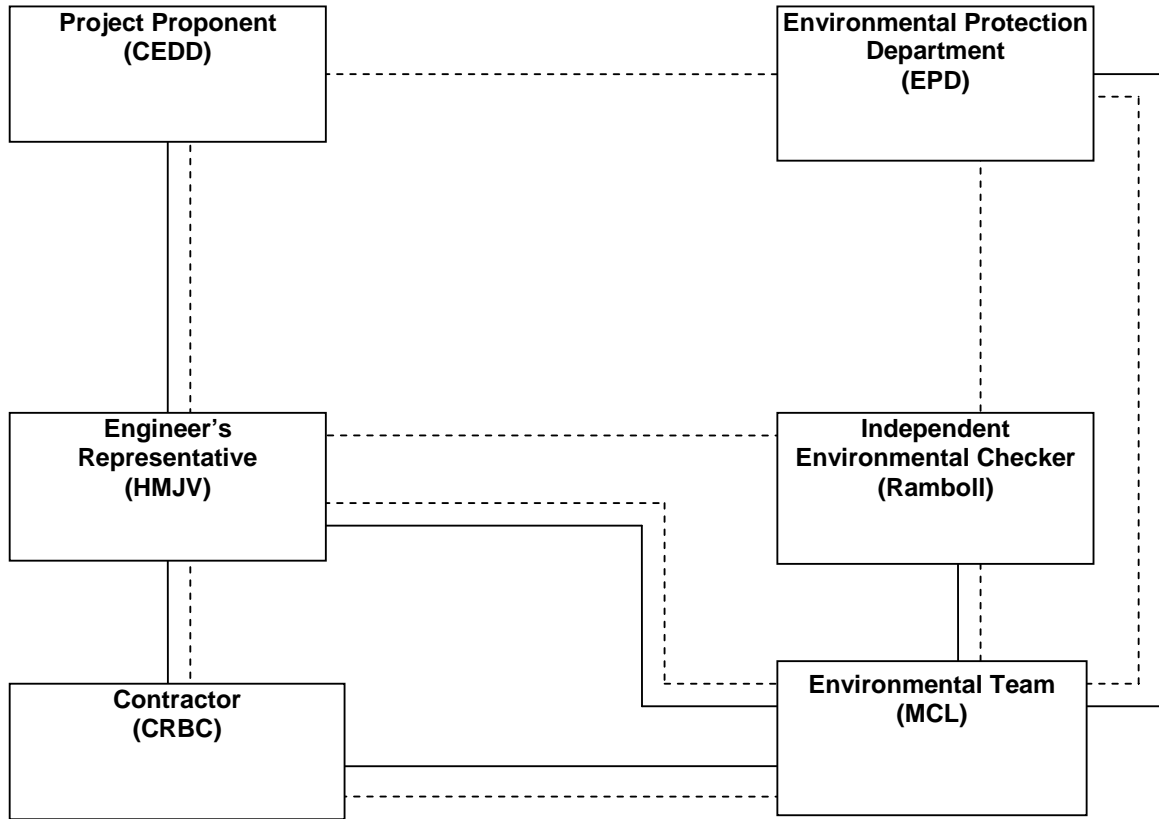 Project Proponent
(CEDD)
Environmental Protection
Department
(EPD)
Engineer’s
Representative
(HMJV)
Independent
Environmental Checker
(Ramboll)
Contractor
(CRBC)
Environmental Team
(MCL)